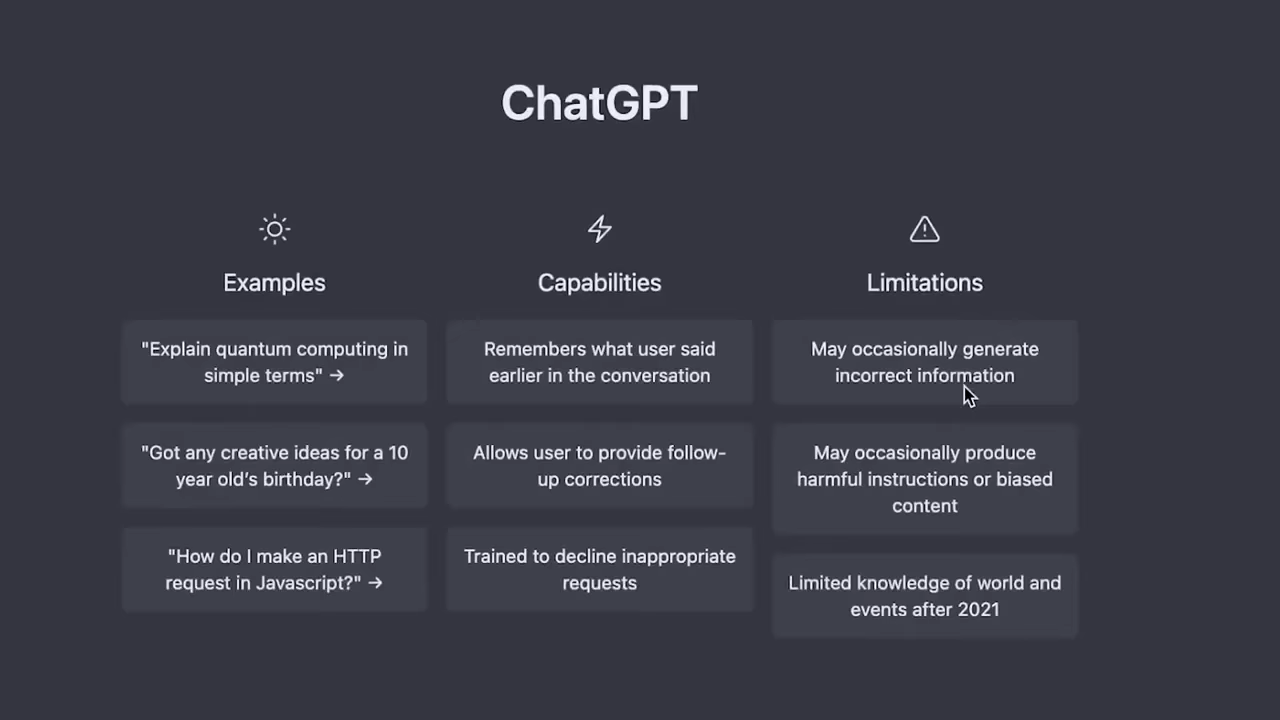 ChatGPT
Examples
"Explain quantum computing in
simple terms" →
"Got any creative ideas for a 10
year old's birthday?" →
"How do I make an HTTP
request in Javascript?" →
Capabilities
Remembers what user said
earlier in the conversation
Allows user to provide follow-
up corrections
Trained to decline inappropriate
requests
Limitations
May occasionally generate
incorrect information
May occasionally produce
harmful instructions or biased
content
Limited knowledge of world and
events after 2021